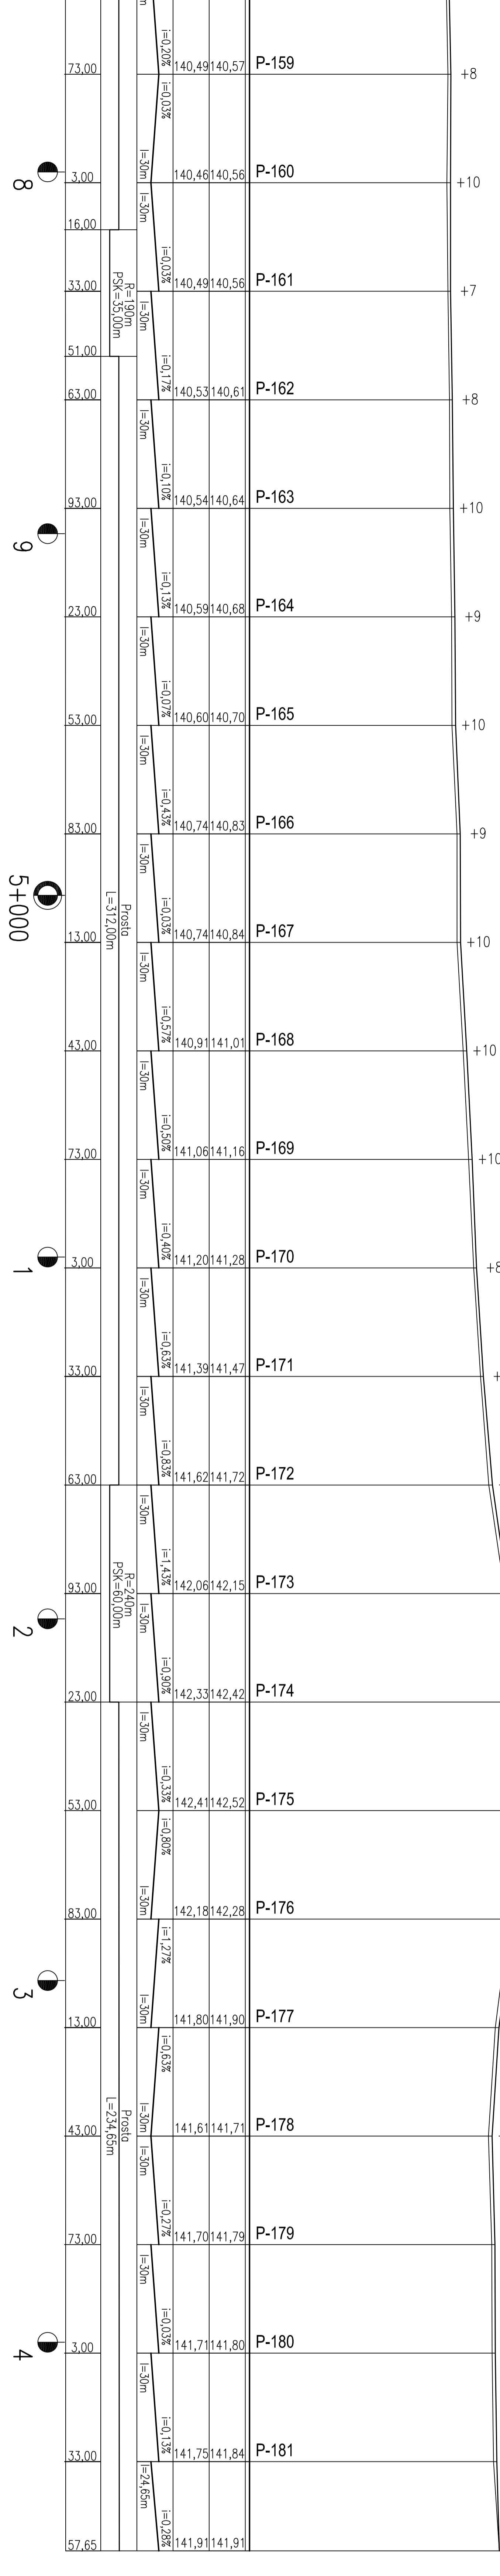 i=0,20%
73,00 140,49 140,57 P-159 +8
i=0,03%
l=30m
8 3,00 140,46 140,56 P-160 +10
l=30m
16,00
i=0,03%
33,00 140,49 140,56 P-161 +7
R=190m
PSK=35,00m
l=30m
51,00
i=0,17%
63,00 140,53 140,61 P-162 +8
l=30m
i=0,10%
93,00 140,54 140,64 P-163 +10
9
l=30m
i=0,13%
23,00 140,59 140,68 P-164 +9
l=30m
i=0,07%
53,00 140,60 140,70 P-165 +10
l=30m
i=0,43%
83,00 140,74 140,83 P-166 +9
l=30m
5+000
Prosta
L=312,00m
i=0,03%
13,00 140,74 140,84 P-167 +10
l=30m
i=0,57%
43,00 140,91 141,01 P-168 +10
l=30m
i=0,50%
73,00 141,06 141,16 P-169 +10
l=30m
i=0,40%
1 3,00 141,20 141,28 P-170 +8
l=30m
i=0,63%
33,00 141,39 141,47 P-171 +
l=30m
i=0,83%
63,00 141,62 141,72 P-172
l=30m
i=1,43%
93,00 142,06 142,15 P-173
R=240m
PSK=60,00m
2
l=30m
i=0,90%
23,00 142,33 142,42 P-174
l=30m
i=0,33%
53,00 142,41 142,52 P-175
i=0,80%
l=30m
83,00 142,18 142,28 P-176
i=1,27%
3
l=30m
13,00 141,80 141,90 P-177
i=0,63%
Prosta
L=234,65m
l=30m
43,00 141,61 141,71 P-178
l=30m
i=0,27%
73,00 141,70 141,79 P-179
l=30m
i=0,03%
4 3,00 141,71 141,80 P-180
l=30m
i=0,13%
33,00 141,75 141,84 P-181
l=24,65m
i=0,28%
57,65 141,91 141,91